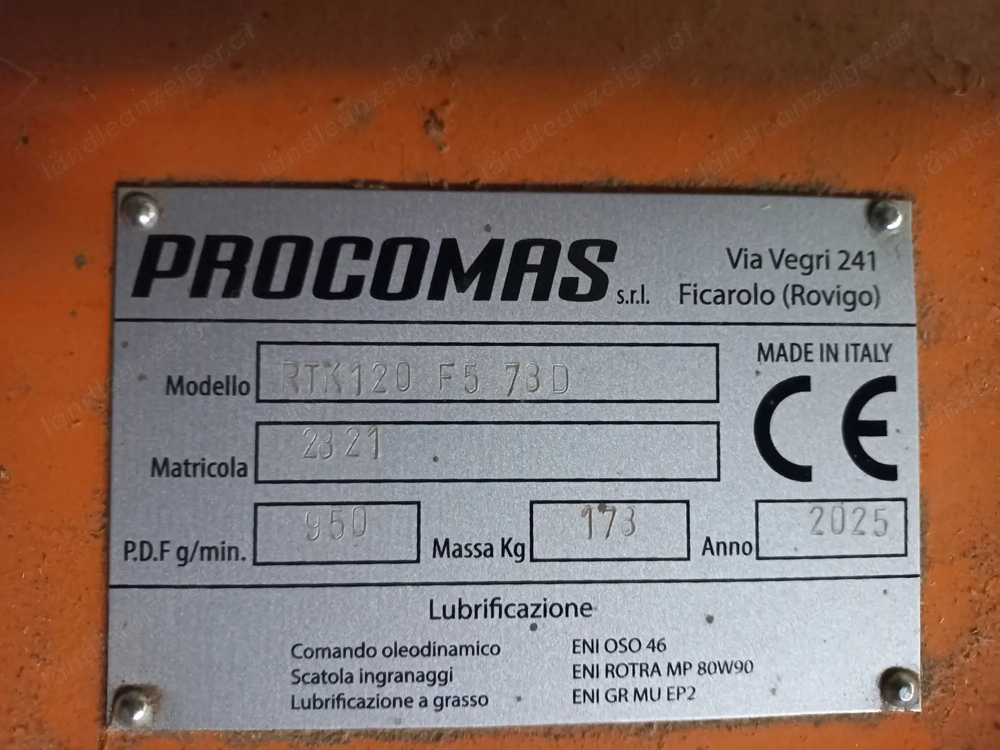 PROCOMAS s.r.l.
Via Vegri 241
Ficarolo (Rovigo)
Modello RTK120 F5 73D
MADE IN ITALY
CE
Matricola 2321
P.D.F g/min. 950 Massa Kg 173 Anno 2025
Lubrificazione
Comando oleodinamico ENI OSO 46
Scatola ingranaggi ENI ROTRA MP 80W90
Lubrificazione a grasso ENI GR MU EP2
ländleanzeiger.at